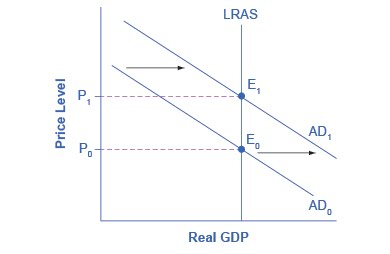 LRAS
Price Level
P1
E1
AD1
P0
E0
AD0
Real GDP